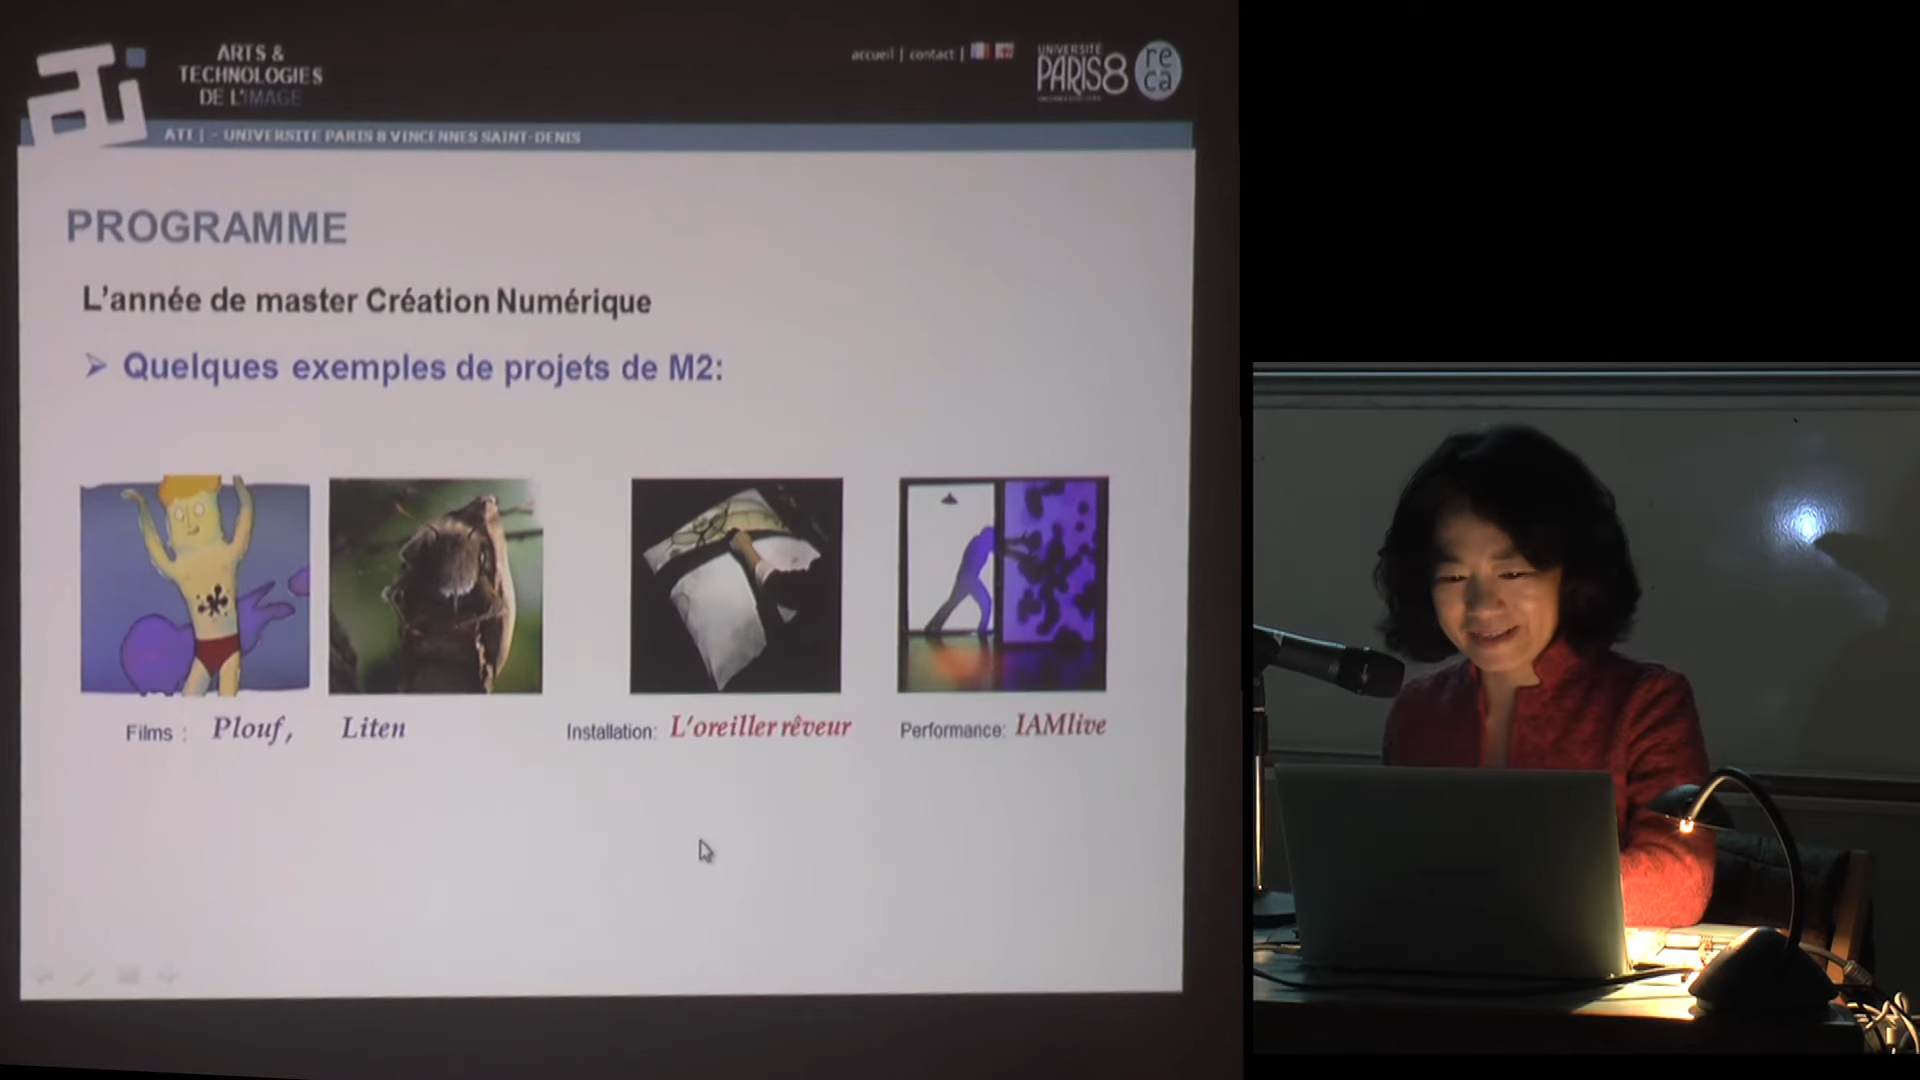 ARTS &
TECHNOLOGIES
DE L'IMAGE
accueil | contact |
UNIVERSITÉ
PARIS8
re
ca
ATI | - UNIVERSITE PARIS 8 VINCENNES SAINT-DENIS
PROGRAMME
L'année de master Création Numérique
➢ Quelques exemples de projets de M2:
Films : Plouf, Liten
Installation: L'oreiller rêveur
Performance: IAMlive